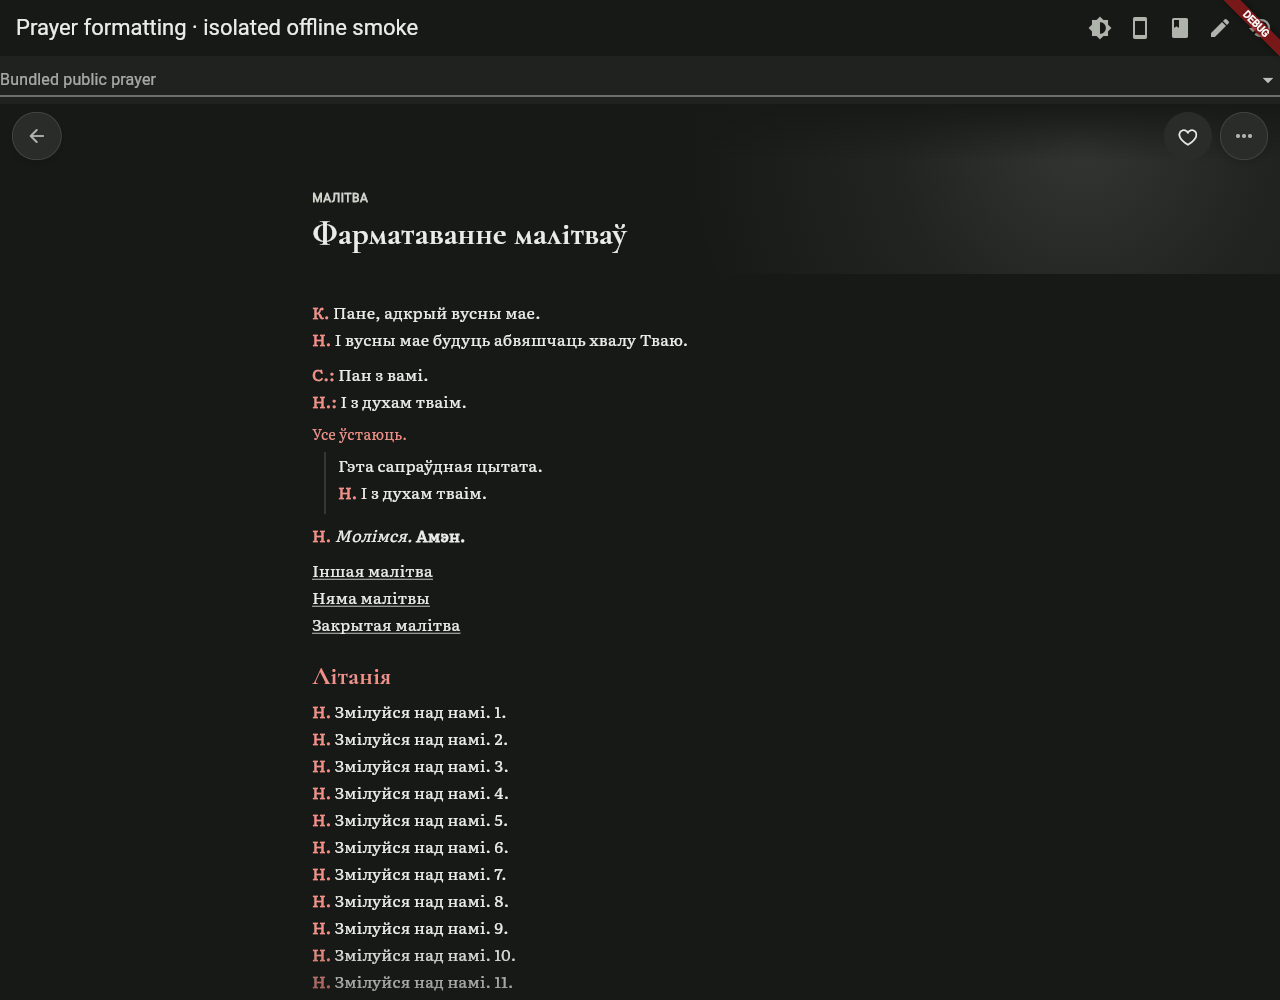 Prayer formatting · isolated offline smoke
DEBUG
Bundled public prayer
МАЛІТВА
Фарматаванне малітваў
К. Пане, адкрый вусны мае.
Н. І вусны мае будуць абвяшчаць хвалу Тваю.
С.: Пан з вамі.
Н.: І з духам тваім.
Усе ўстаюць.
Гэта сапраўдная цытата.
Н. І з духам тваім.
Н. Молімся. Амэн.
Іншая малітва
Няма малітвы
Закрытая малітва
Літанія
Н. Змілуйся над намі. 1.
Н. Змілуйся над намі. 2.
Н. Змілуйся над намі. 3.
Н. Змілуйся над намі. 4.
Н. Змілуйся над намі. 5.
Н. Змілуйся над намі. 6.
Н. Змілуйся над намі. 7.
Н. Змілуйся над намі. 8.
Н. Змілуйся над намі. 9.
Н. Змілуйся над намі. 10.
Н. Змілуйся над намі. 11.